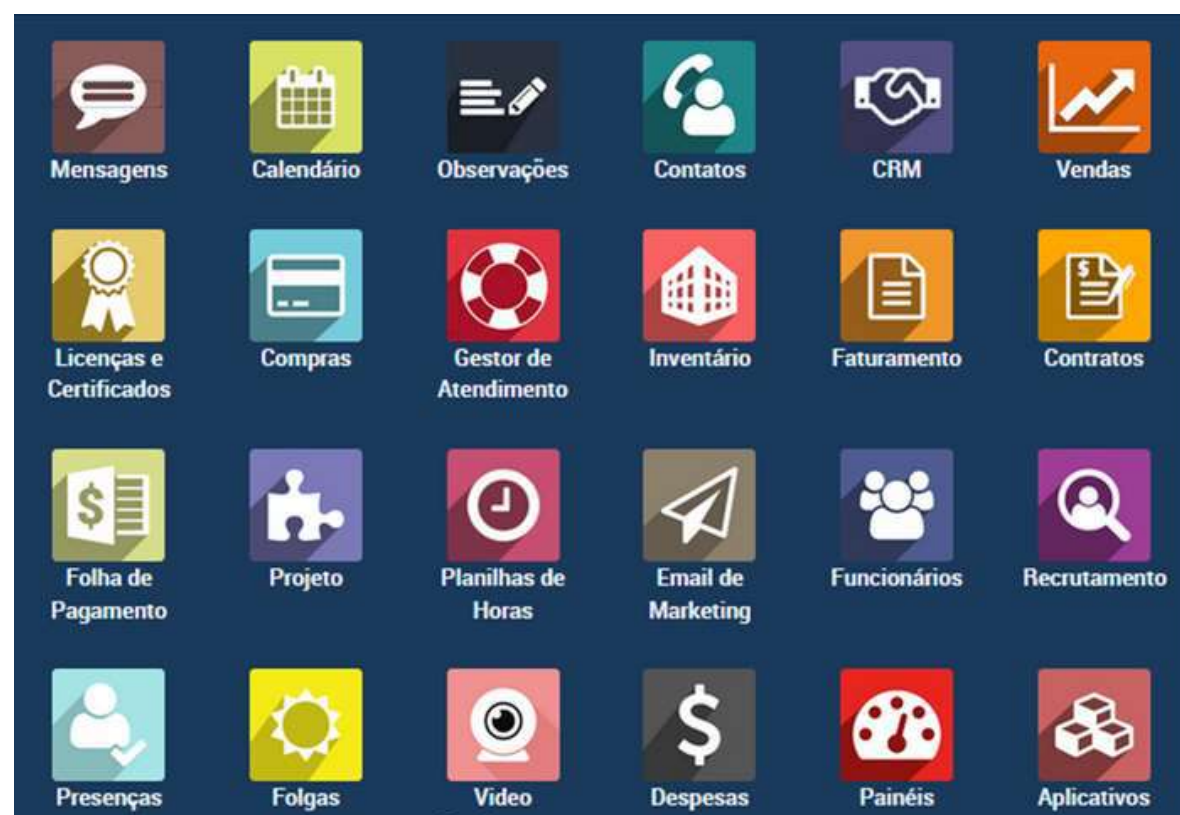 Mensagens Calendário Observações Contatos CRM Vendas
Licenças e Certificados Compras Gestor de Atendimento Inventário Faturamento Contratos
Folha de Pagamento Projeto Planilhas de Horas Email de Marketing Funcionários Recrutamento
Presenças Folgas Video Despesas Painéis Aplicativos